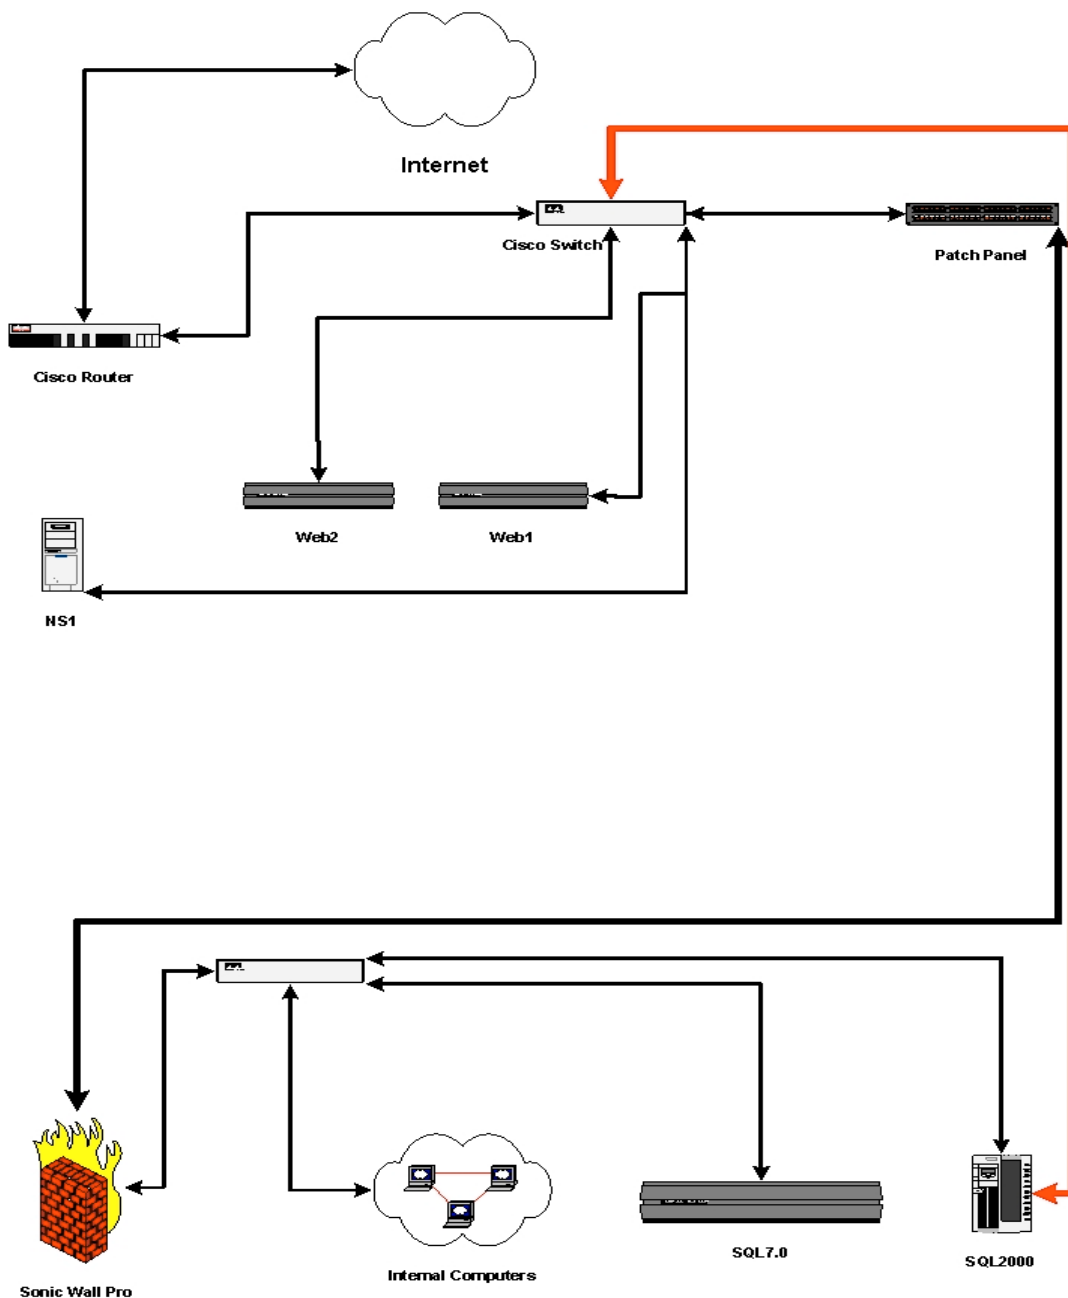 Internet
Cisco Switch
Patch Panel
Cisco Router
Web2
Web1
NS1
SQL7.0
SQL2000
Internal Computers
Sonic Wall Pro